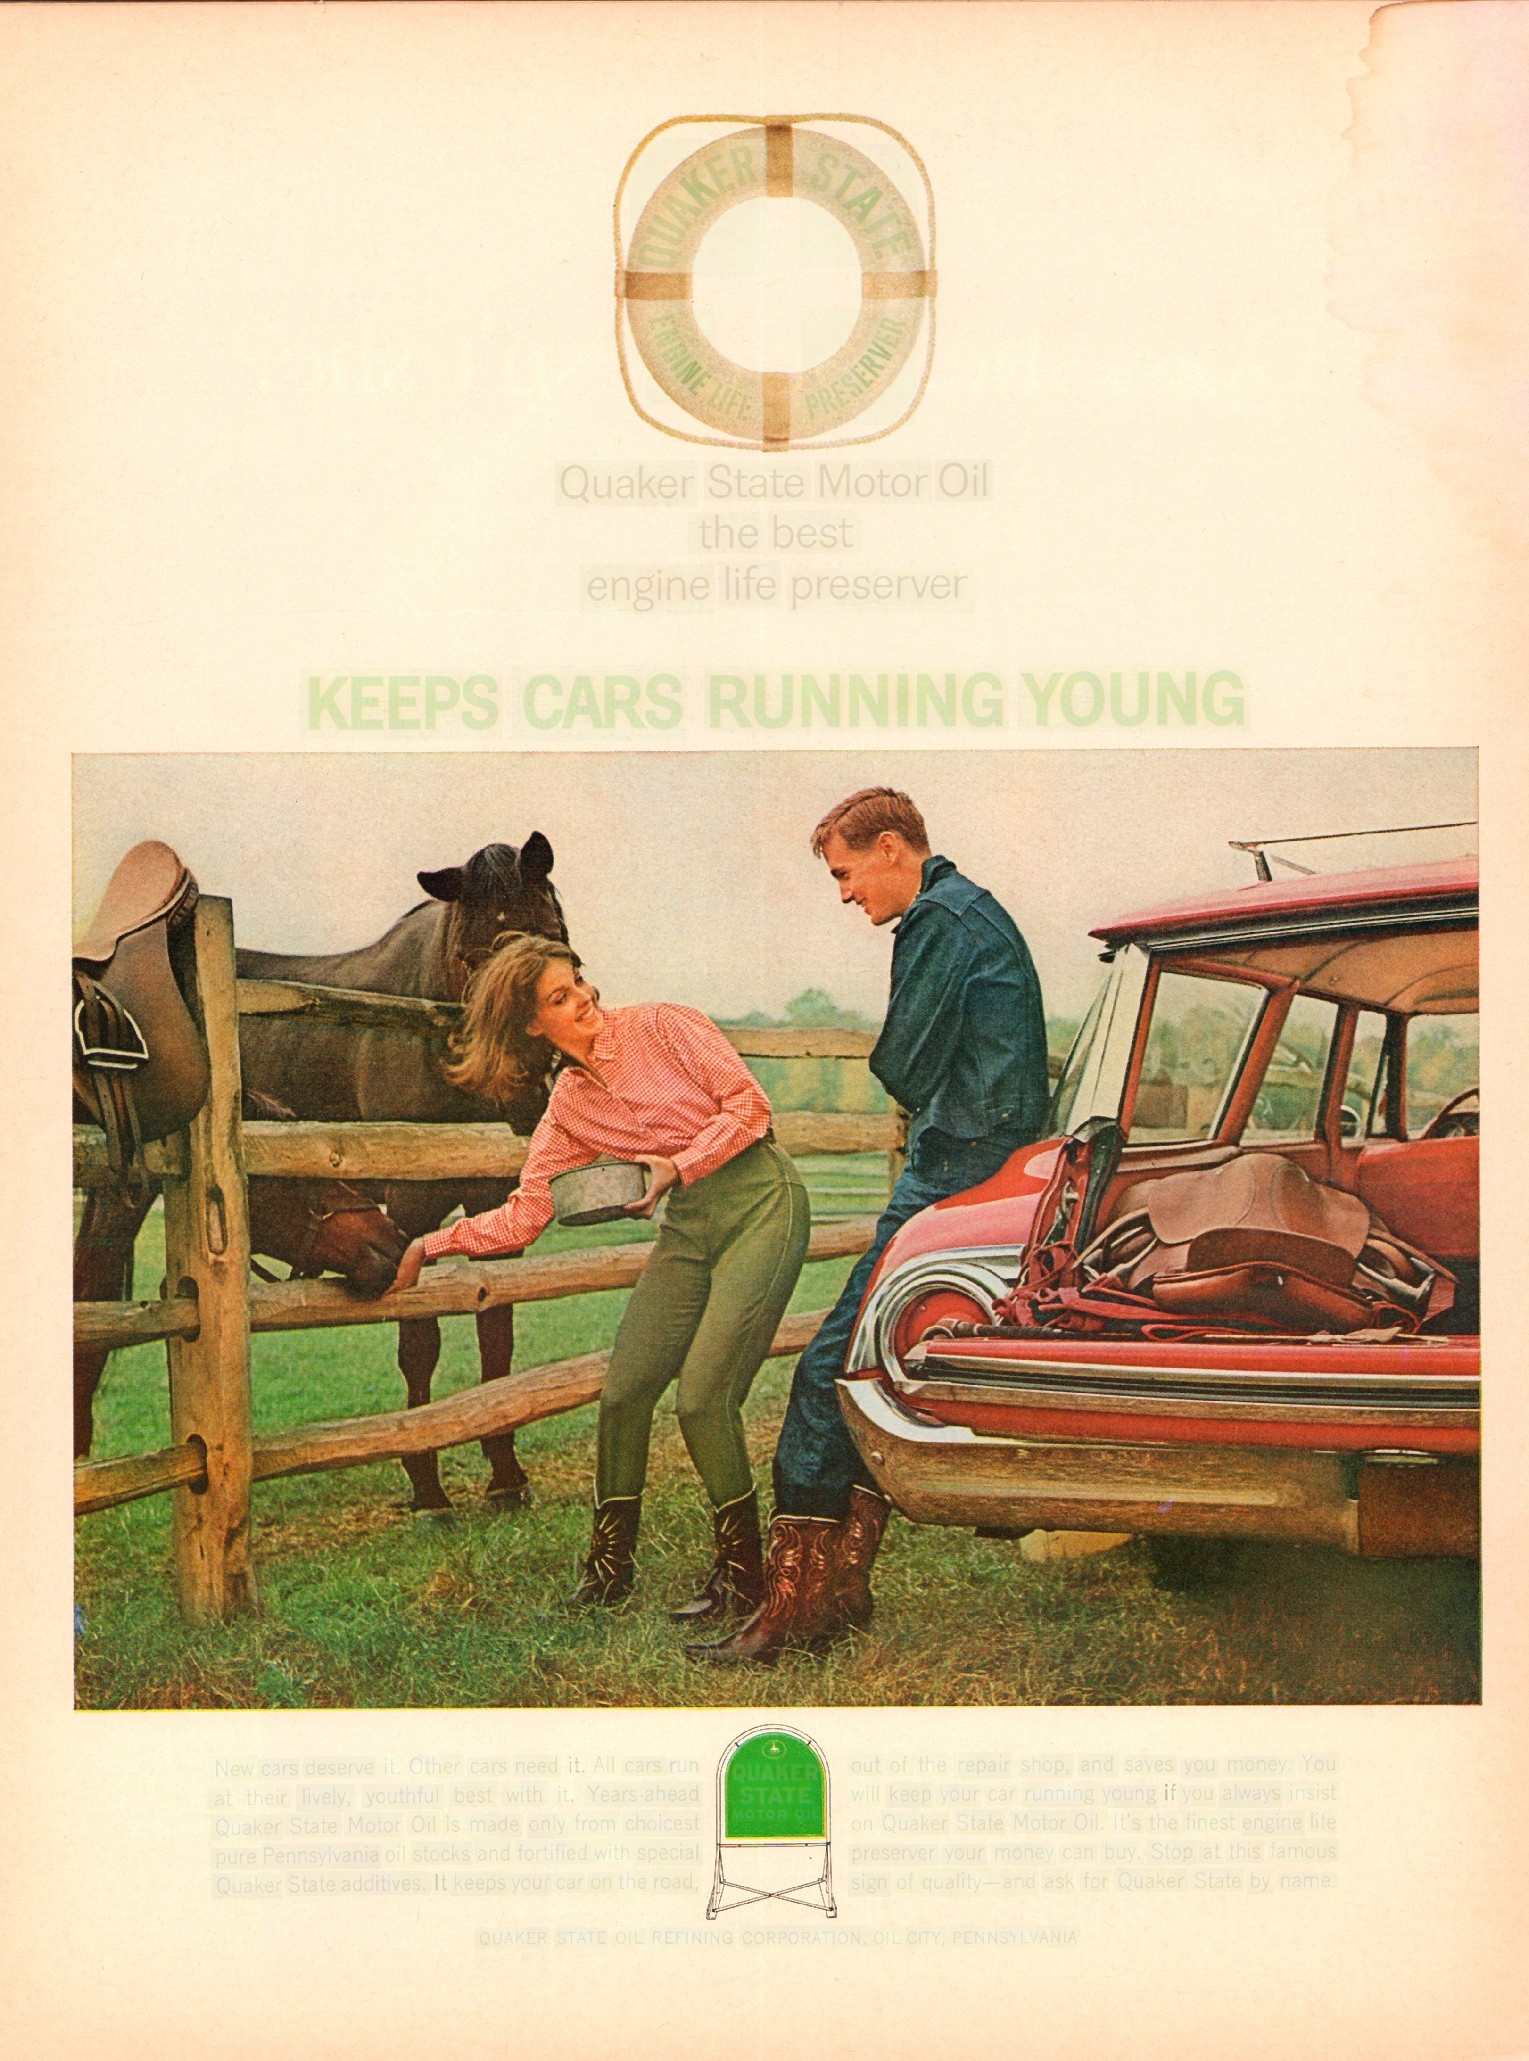 QUAKER STATE
ENGINE LIFE PRESERVER
Quaker State Motor Oil
the best
engine life preserver
KEEPS CARS RUNNING YOUNG
New cars deserve it. Other cars need it. All cars run
at their lively, youthful best with it. Years-ahead
Quaker State Motor Oil is made only from choicest
pure Pennsylvania oil stocks and fortified with special
Quaker State additives. It keeps your car on the road,
QUAKER
STATE
MOTOR OIL
out of the repair shop, and saves you money. You
will keep your car running young if you always insist
on Quaker State Motor Oil. It's the finest engine life
preserver your money can buy. Stop at this famous
sign of quality—and ask for Quaker State by name.
QUAKER STATE OIL REFINING CORPORATION, OIL CITY, PENNSYLVANIA